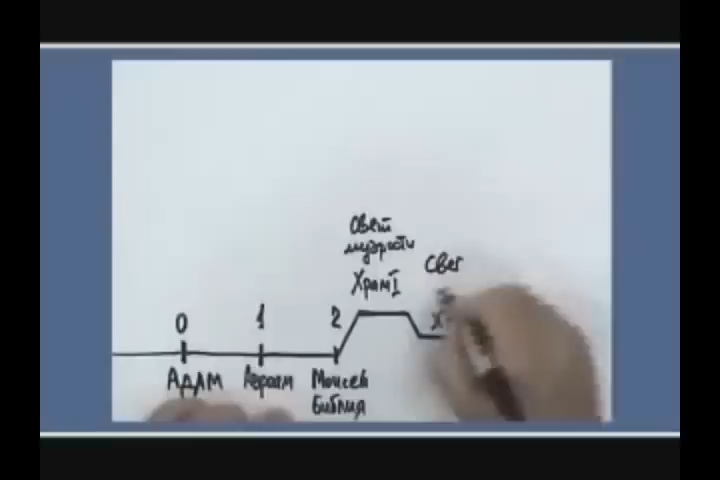 Свет
мудрости
Храм I
Свет
0 1 2
Адам Авраам Моисей
Библия